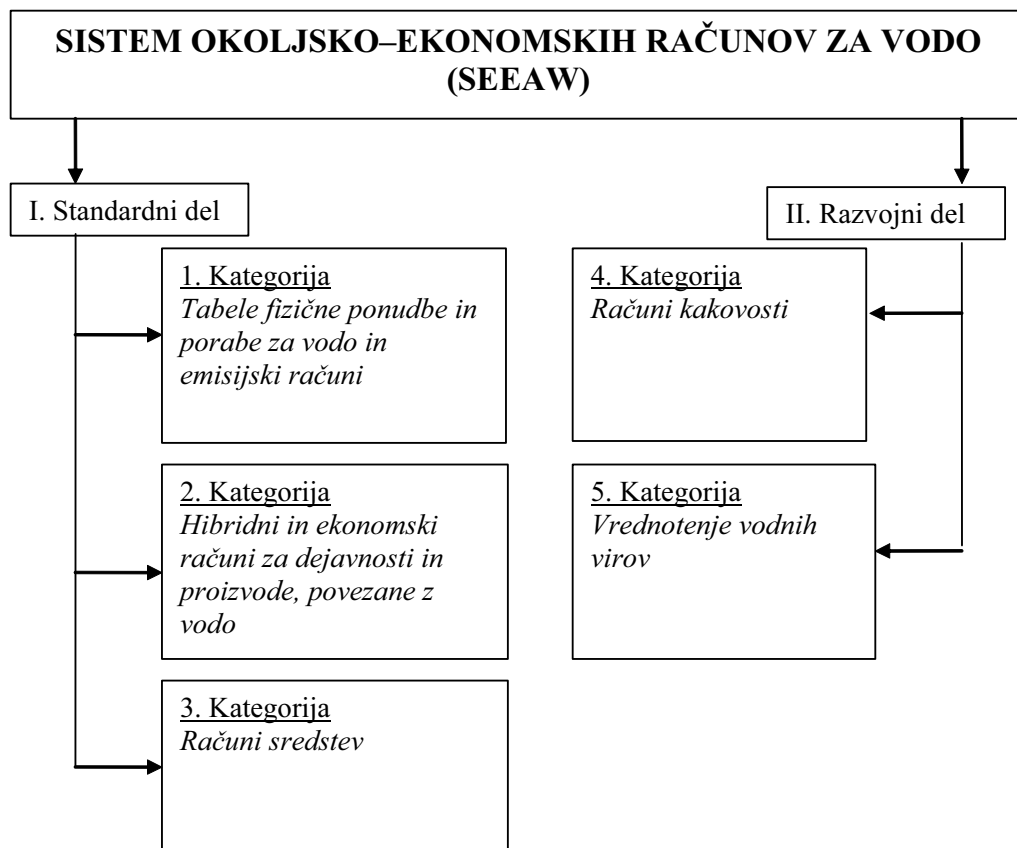 SISTEM OKOLJSKO–EKONOMSKIH RAČUNOV ZA VODO
(SEEAW)
I. Standardni del
1. Kategorija
Tabele fizične ponudbe in
porabe za vodo in
emisijski računi
2. Kategorija
Hibridni in ekonomski
računi za dejavnosti in
proizvode, povezane z
vodo
3. Kategorija
Računi sredstev
II. Razvojni del
4. Kategorija
Računi kakovosti
5. Kategorija
Vrednotenje vodnih
virov